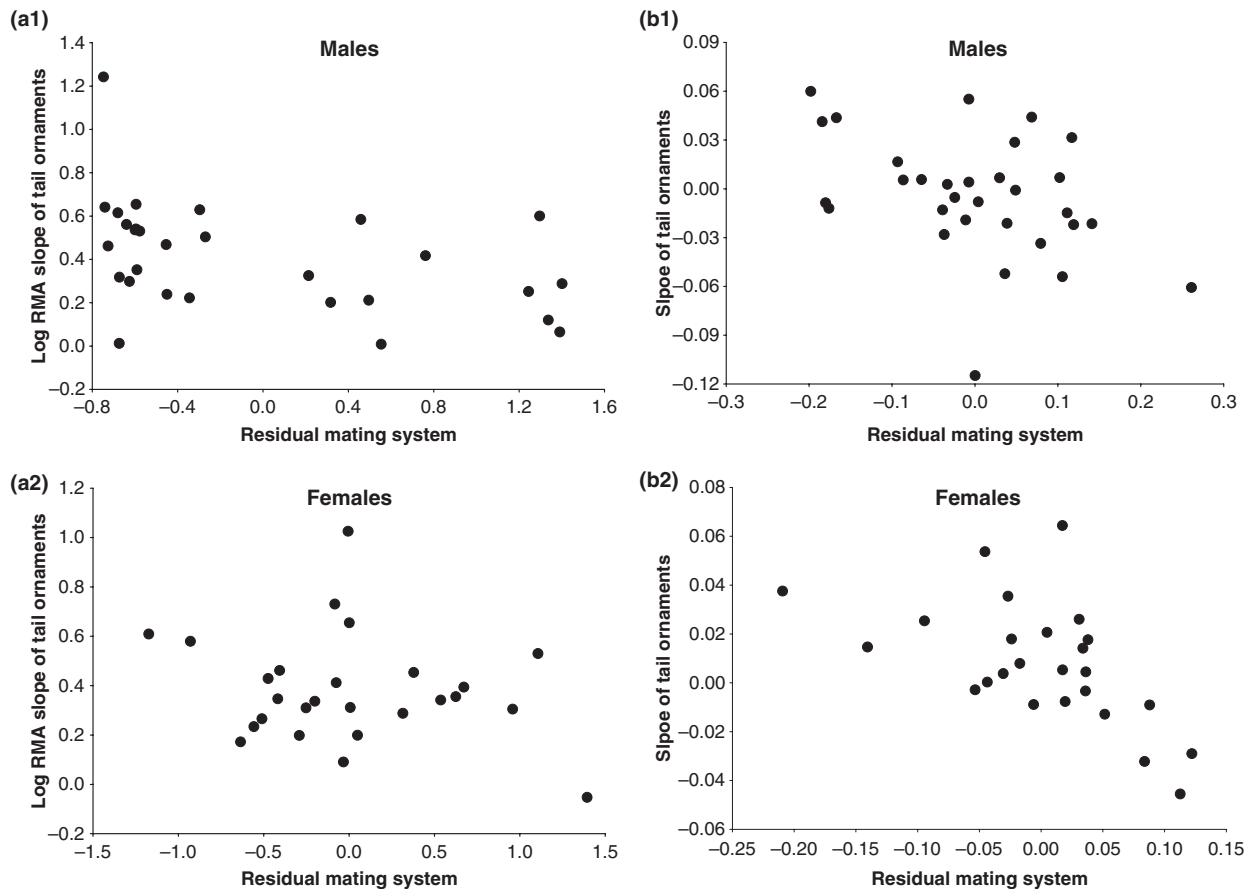 (a1)
Males
Log RMA slope of tail ornaments
1.4
1.2
1.0
0.8
0.6
0.4
0.2
0.0
−0.2
−0.8 −0.4 0.0 0.4 0.8 1.2 1.6
Residual mating system
(b1)
Males
Slpoe of tail ornaments
0.09
0.06
0.03
0.00
−0.03
−0.06
−0.09
−0.12
−0.3 −0.2 −0.1 0.0 0.1 0.2 0.3
Residual mating system
(a2)
Females
Log RMA slope of tail ornaments
1.2
1.0
0.8
0.6
0.4
0.2
0.0
−0.2
−1.5 −1.0 −0.5 0.0 0.5 1.0 1.5
Residual mating system
(b2)
Females
Slpoe of tail ornaments
0.08
0.06
0.04
0.02
0.00
−0.02
−0.04
−0.06
−0.25 −0.20 −0.15 −0.10 −0.05 0.00 0.05 0.10 0.15
Residual mating system